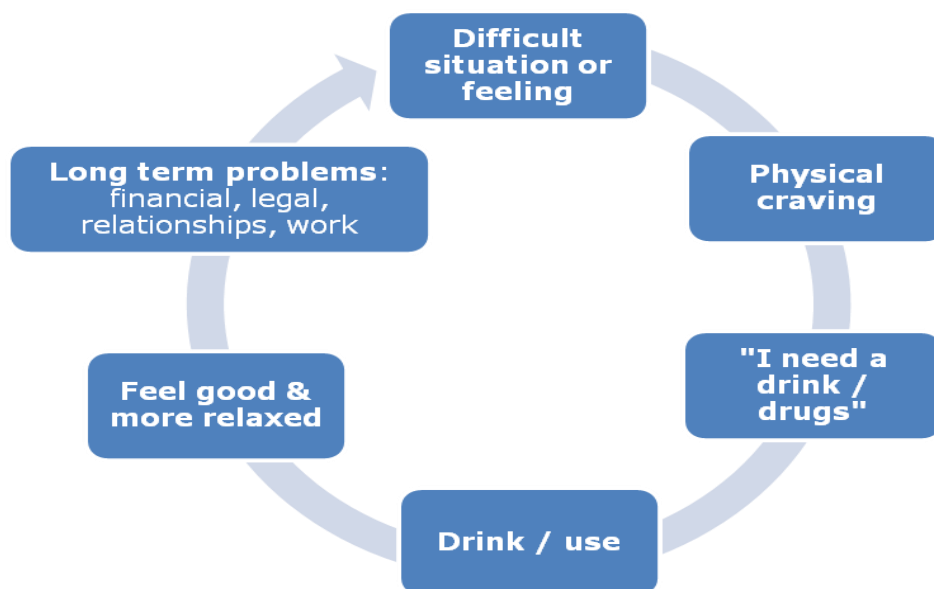 Difficult
situation or
feeling
Physical
craving
"I need a
drink /
drugs"
Drink / use
Feel good &
more relaxed
Long term problems:
financial, legal,
relationships, work